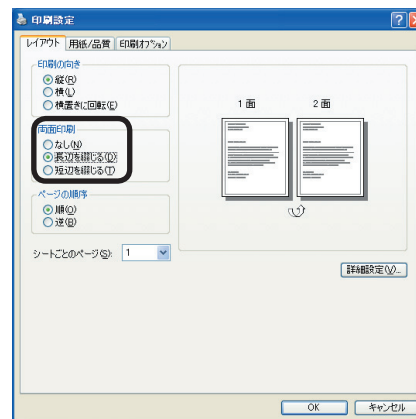 印刷設定
レイアウト 用紙/品質 印刷オプション
印刷の向き
縦(R)
横(L)
横置きに回転(E)
両面印刷
なし(N)
長辺を綴じる(D)
短辺を綴じる(T)
ページの順序
順(O)
逆(B)
シートごとのページ(S): 1
1 面 2 面
詳細設定(V)...
OK キャンセル